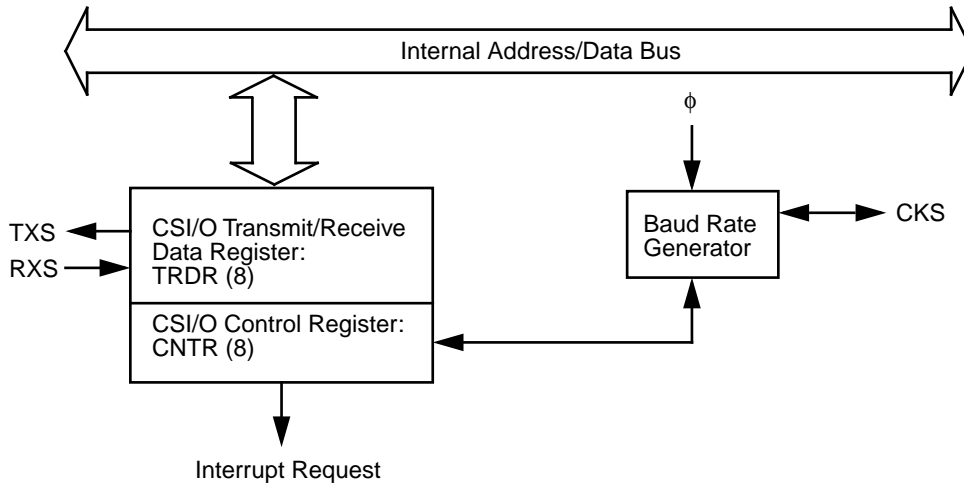 Internal Address/Data Bus
ϕ
TXS
RXS
CSI/O Transmit/Receive
Data Register:
TRDR (8)
CSI/O Control Register:
CNTR (8)
Baud Rate
Generator
CKS
Interrupt Request